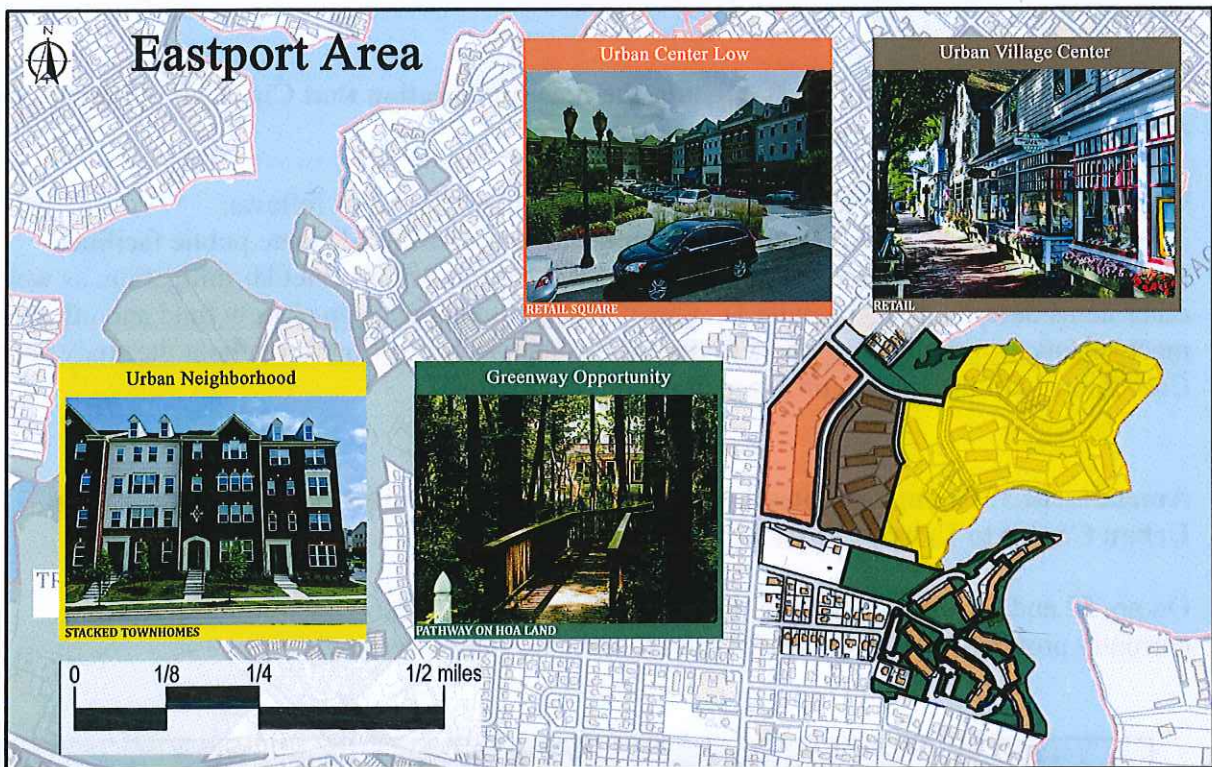 N
Eastport Area
Urban Center Low
RETAIL SQUARE
Urban Village Center
RETAIL
Urban Neighborhood
STACKED TOWNHOMES
Greenway Opportunity
PATHWAY ON HOA LAND
0 1/8 1/4 1/2 miles